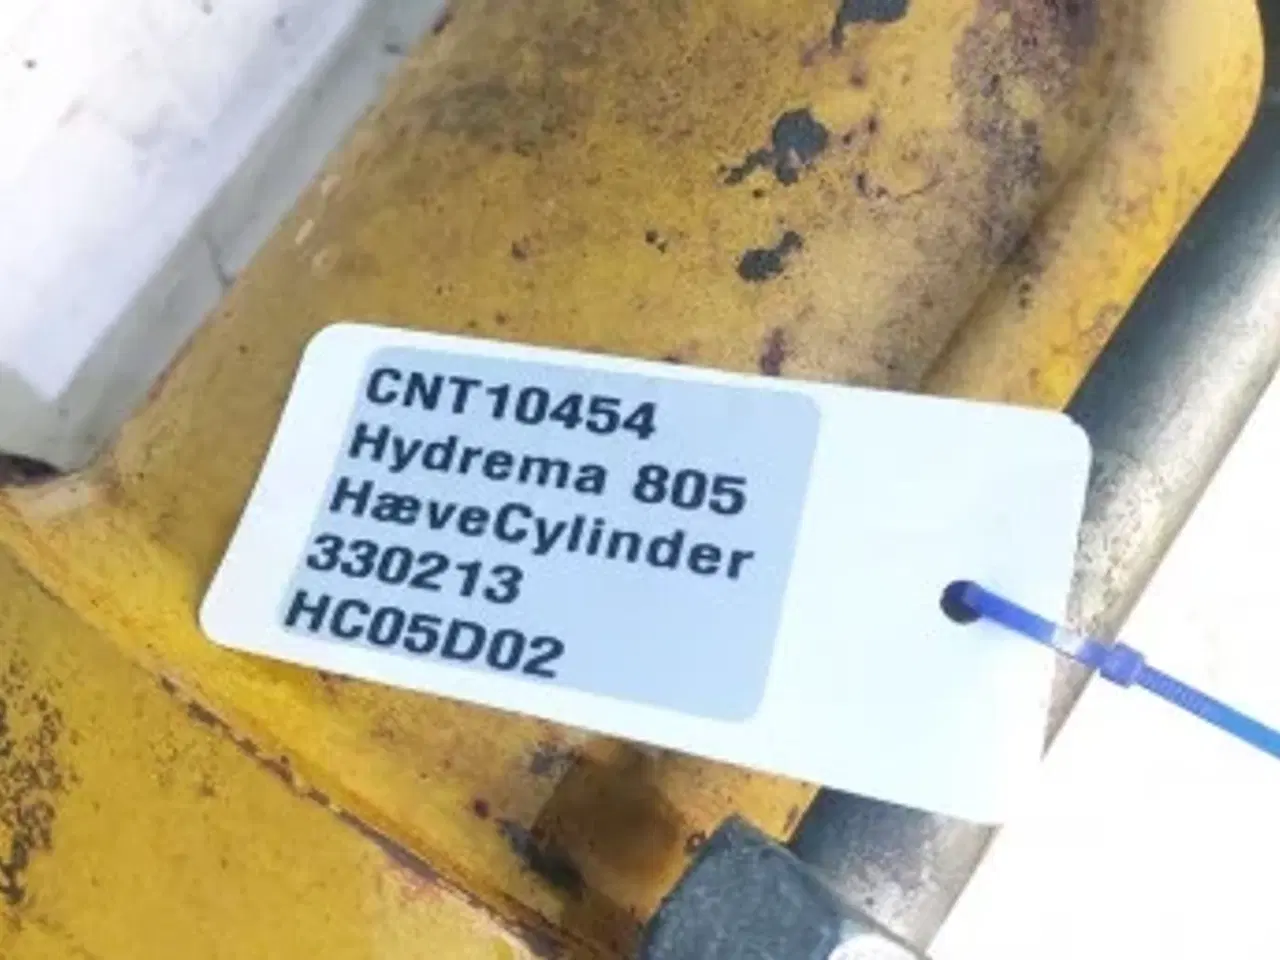 CNT10454
Hydrema 805
HæveCylinder
330213
HC05D02